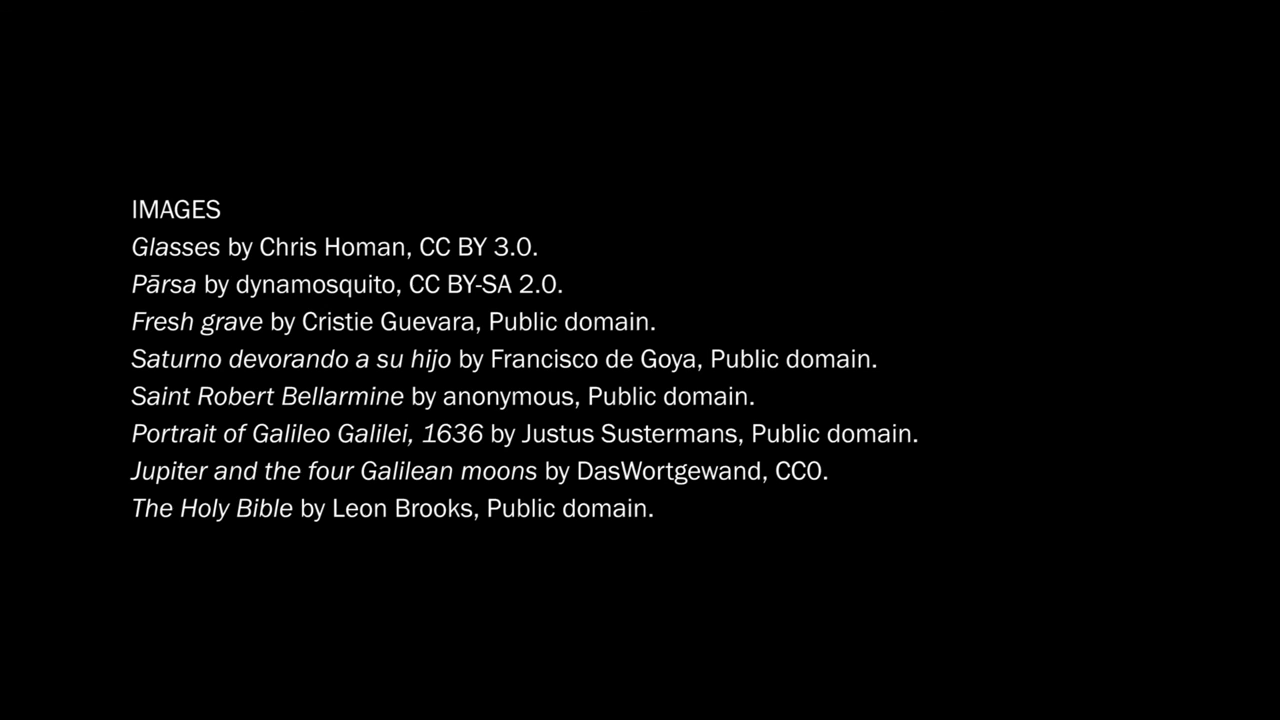 IMAGES
Glasses by Chris Homan, CC BY 3.0.
Pārsa by dynamosquito, CC BY-SA 2.0.
Fresh grave by Cristie Guevara, Public domain.
Saturno devorando a su hijo by Francisco de Goya, Public domain.
Saint Robert Bellarmine by anonymous, Public domain.
Portrait of Galileo Galilei, 1636 by Justus Sustermans, Public domain.
Jupiter and the four Galilean moons by DasWortgewand, CC0.
The Holy Bible by Leon Brooks, Public domain.